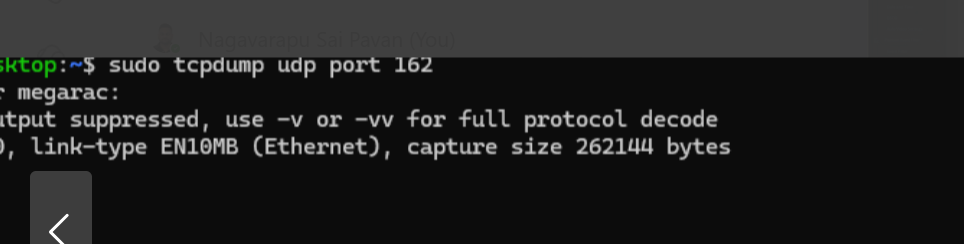 Nagavarapu Sai Pavan (You)
sktop:~$ sudo tcpdump udp port 162
r megarac:
utput suppressed, use -v or -vv for full protocol decode
0, link-type EN10MB (Ethernet), capture size 262144 bytes